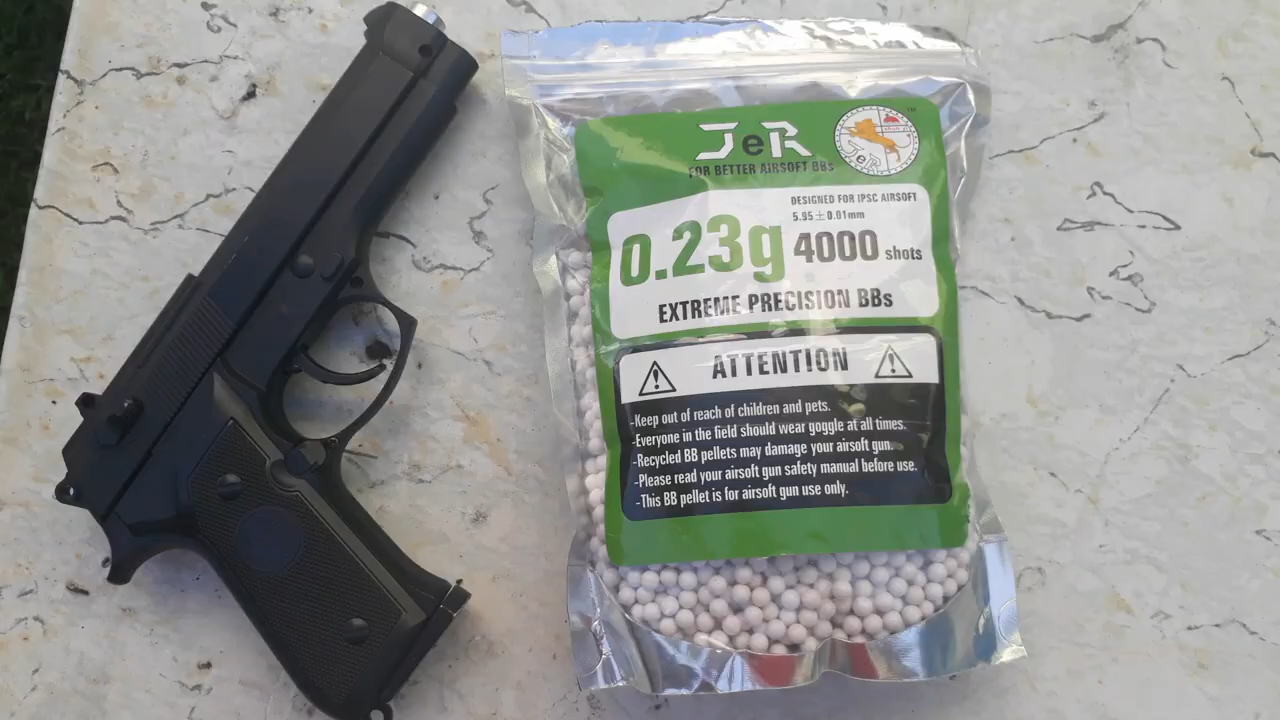 JeR
TM
FOR BETTER AIRSOFT BBs
DESIGNED FOR IPSC AIRSOFT
5.95±0.01mm
0.23g 4000 shots
EXTREME PRECISION BBs
ATTENTION
-Keep out of reach of children and pets.
-Everyone in the field should wear goggle at all times.
-Recycled BB pellets may damage your airsoft gun.
-Please read your airsoft gun safety manual before use.
-This BB pellet is for airsoft gun use only.